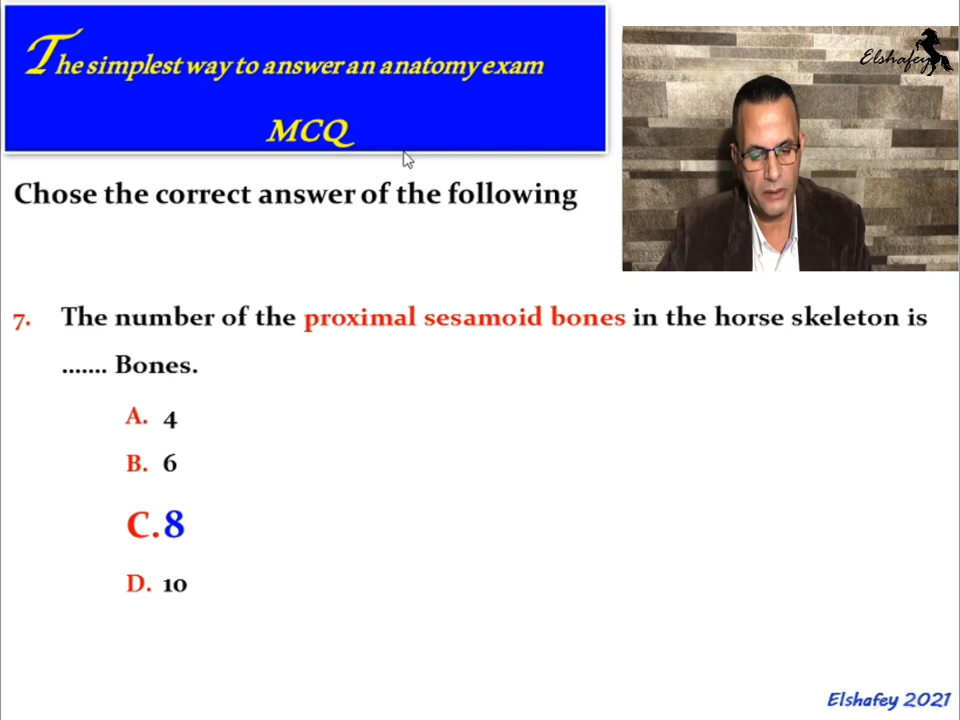 The simplest way to answer an anatomy exam
MCQ
Elshafey
Chose the correct answer of the following
7. The number of the proximal sesamoid bones in the horse skeleton is
....... Bones.
A. 4
B. 6
C. 8
D. 10
Elshafey 2021